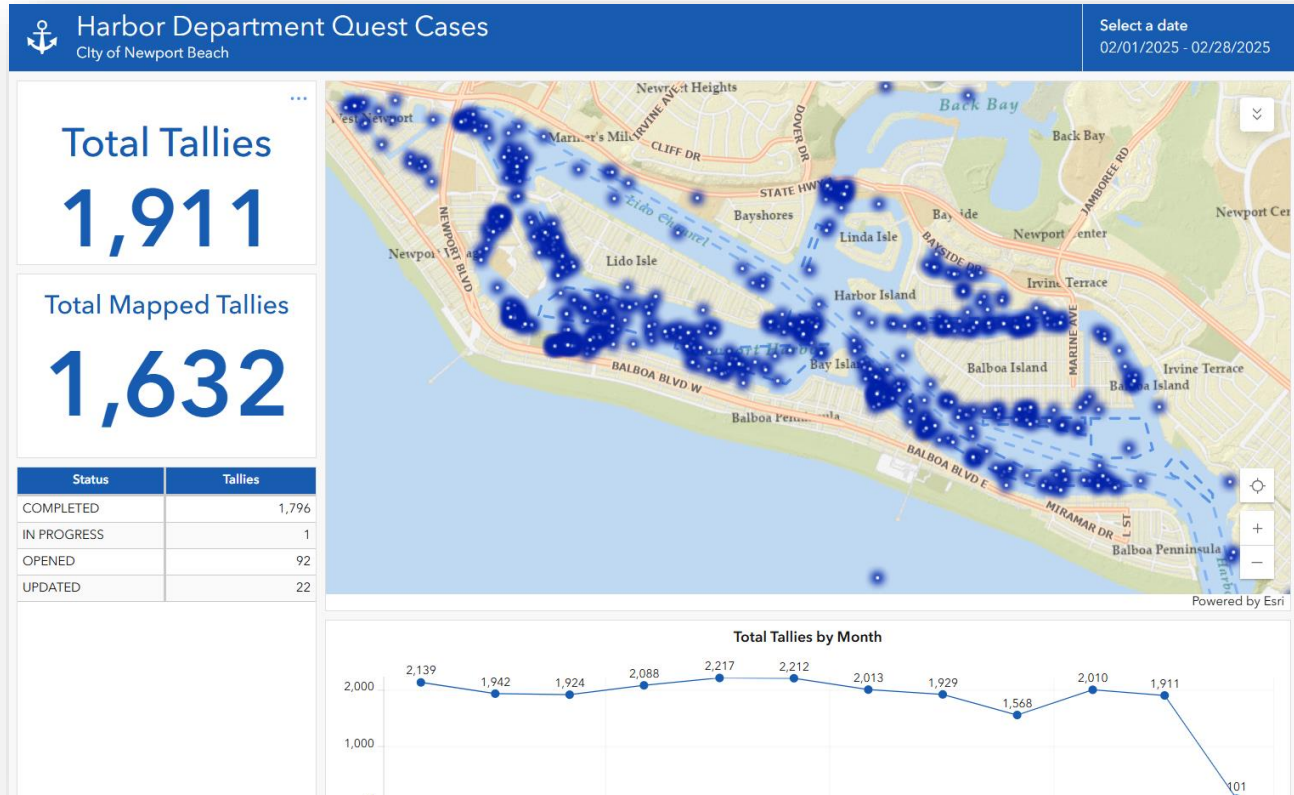 Harbor Department Quest Cases
City of Newport Beach
Select a date
02/01/2025 - 02/28/2025
Total Tallies
1,911
Total Mapped Tallies
1,632
Status Tallies
COMPLETED 1,796
IN PROGRESS 1
OPENED 92
UPDATED 22
Newport Heights
West Newport
Mariner's Mile
IRVINE AVE
CLIFF DR
DOVER DR
Back Bay
Back Bay
JAMBOREE RD
STATE HWY
Lido Channel
Bayshores
Bayside
Newport Center
Newport Cen
NEWPORT BLVD
Lido Isle
Linda Isle
BAYSIDE DR
Harbor Island
Irvine Terrace
MARINE AVE
Bay Island
Balboa Island
Irvine Terrace
Balboa Island
BALBOA BLVD W
Balboa Peninsula
BALBOA BLVD E
MIRAMAR DR
L ST
Balboa Penninsula
Powered by Esri
Total Tallies by Month
2,139
1,942
1,924
2,088
2,217
2,212
2,013
1,929
1,568
2,010
1,911
101
2,000
1,000